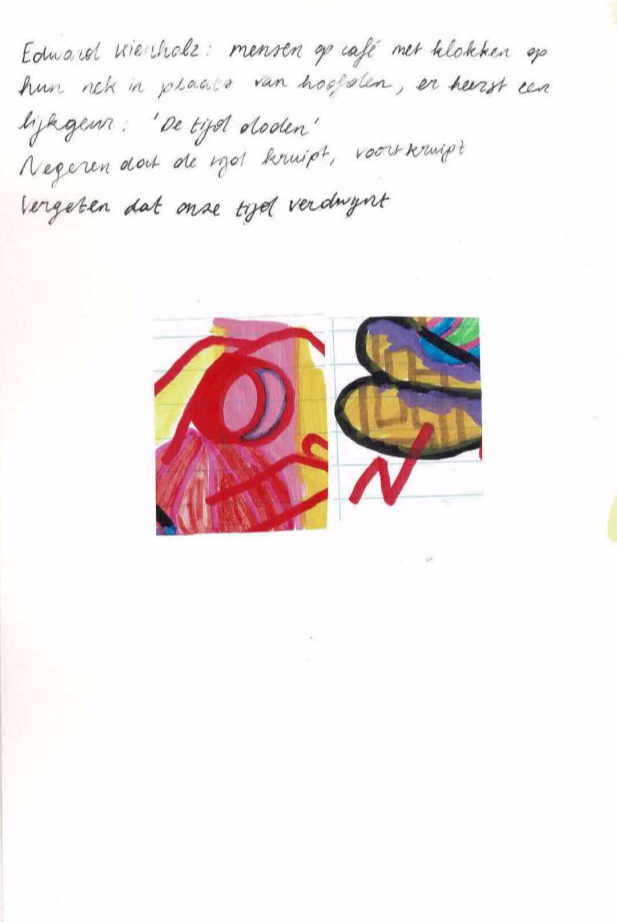 Edward Kienholz: mensen op café met klokken op
hun nek in plaats van hoofden, er heerst een
lijkgeur: 'De tijd doden'
Negeren dat de tijd kruipt, voortkruipt
Vergeten dat onze tijd verdwijnt
N